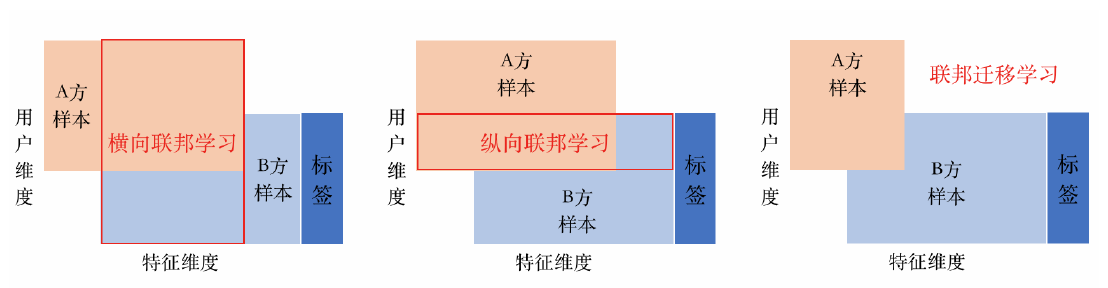 用
户
维
度
A方
样本
横向联邦学习
B方
样本
标
签
特征维度
用
户
维
度
A方
样本
纵向联邦学习
B方
样本
标
签
特征维度
用
户
维
度
A方
样本
联邦迁移学习
B方
样本
标
签
特征维度